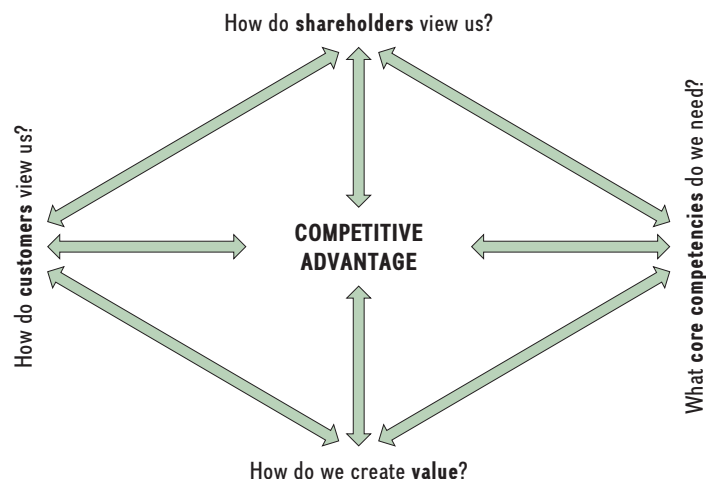 How do shareholders view us?
How do customers view us?
COMPETITIVE
ADVANTAGE
What core competencies do we need?
How do we create value?